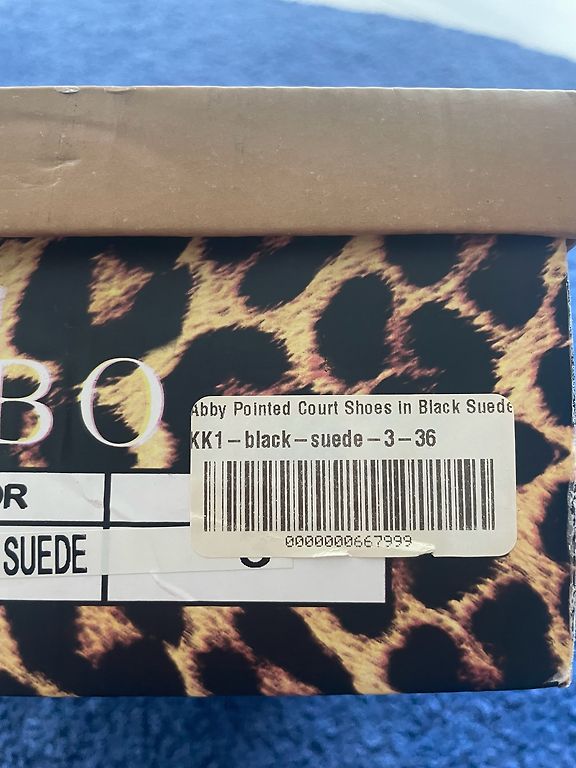 BO
Abby Pointed Court Shoes in Black Suede
KK1-black-suede-3-36
0000000667999
OR
SUEDE